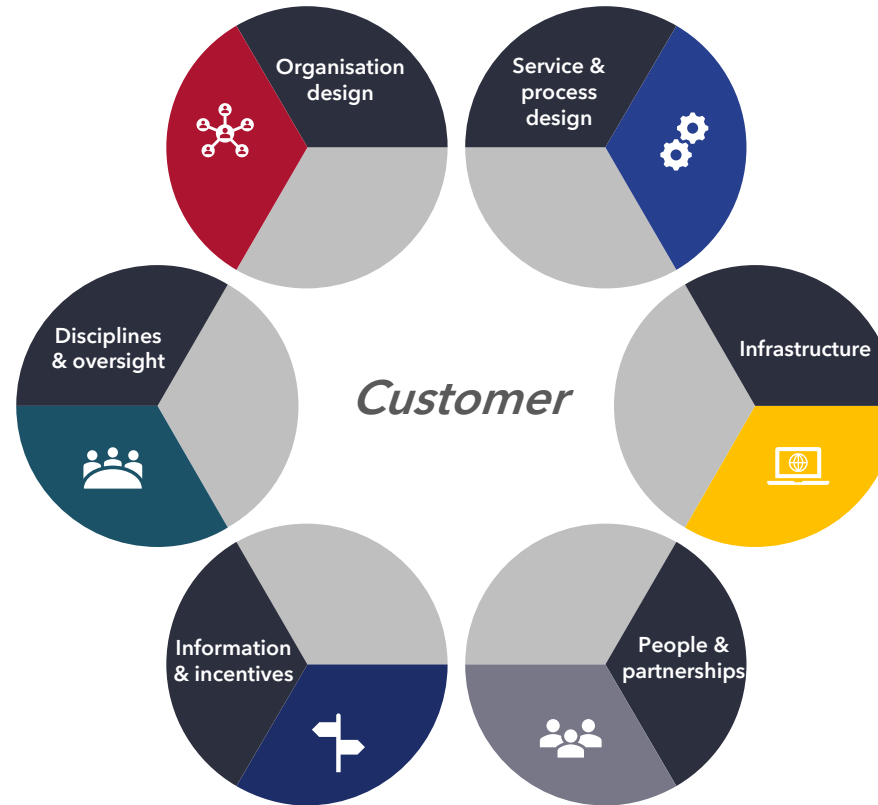 Organisation
design
Service &
process
design
Disciplines
& oversight
Customer
Infrastructure
Information
& incentives
People &
partnerships